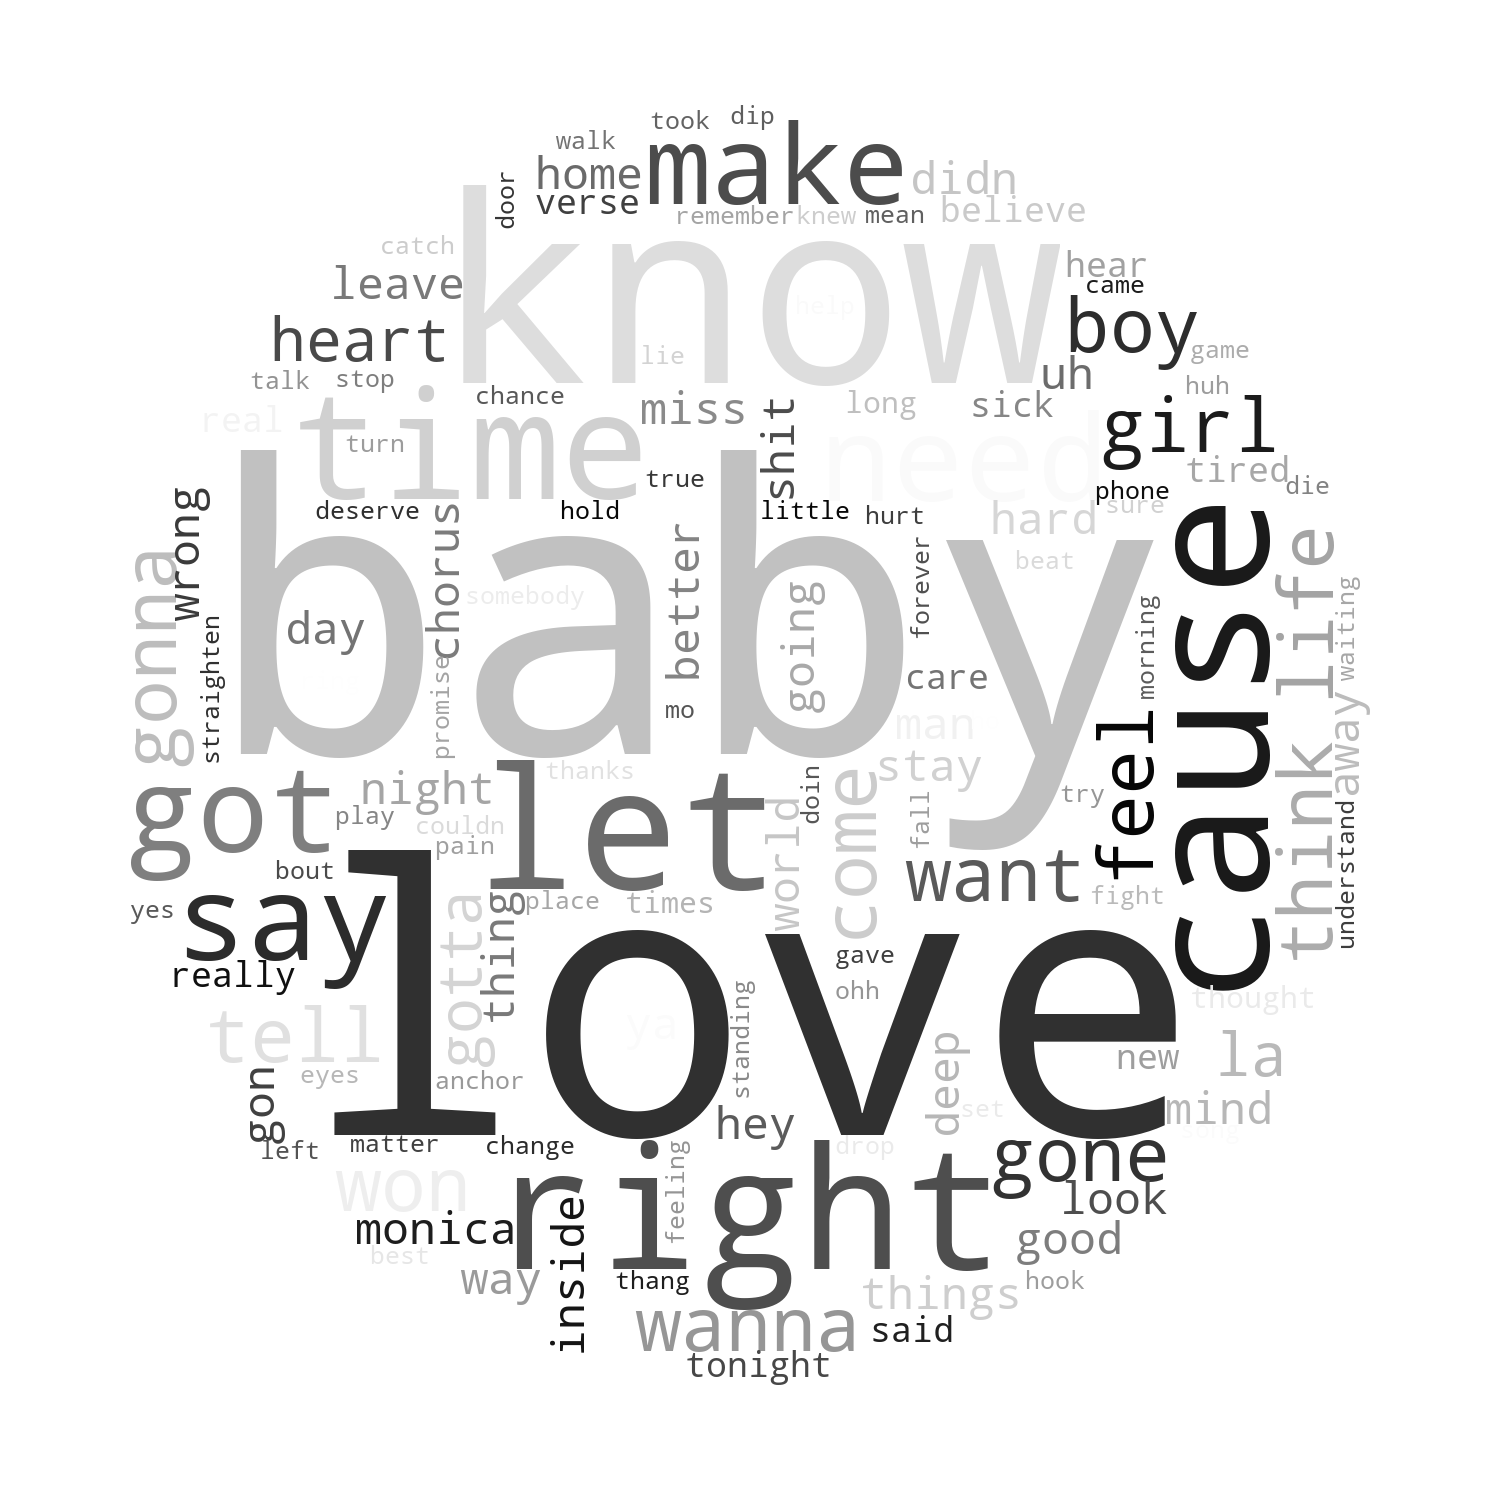 took dip
walk
make
home
didn
door
verse
remember knew mean believe
know
catch
hear
leave
came
help
boy
heart
lie
game
talk stop
uh
huh
chance
time
miss
long
sick
real
need
girl
turn
shit
tired
true
die
phone
wrong
deserve
hold
little
hurt
hard
sure
chorus
cause
baby
better
forever
beat
life
gonna
somebody
day
going
waiting
straighten
morning
promise
care
mo
man
feel
away
think
stay
thanks
let
night
got
doin
come
try
play
couldn
fall
world
pain
understand
bout
want
fight
yes
say
place times
gotta
thing
really
gave
ohh
thought
love
standing
tell
ya
deep
new
la
eyes
anchor
gon
set
mind
hey
song
left matter change
drop
gone
right
feeling
won
look
inside
monica
good
best
way
thang
things
hook
wanna
said
tonight